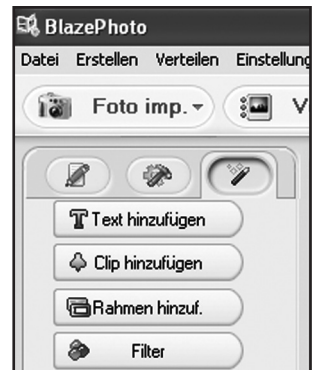 BlazePhoto
Datei Erstellen Verteilen Einstellung
Foto imp. V
Text hinzufügen
Clip hinzufügen
Rahmen hinzuf.
Filter